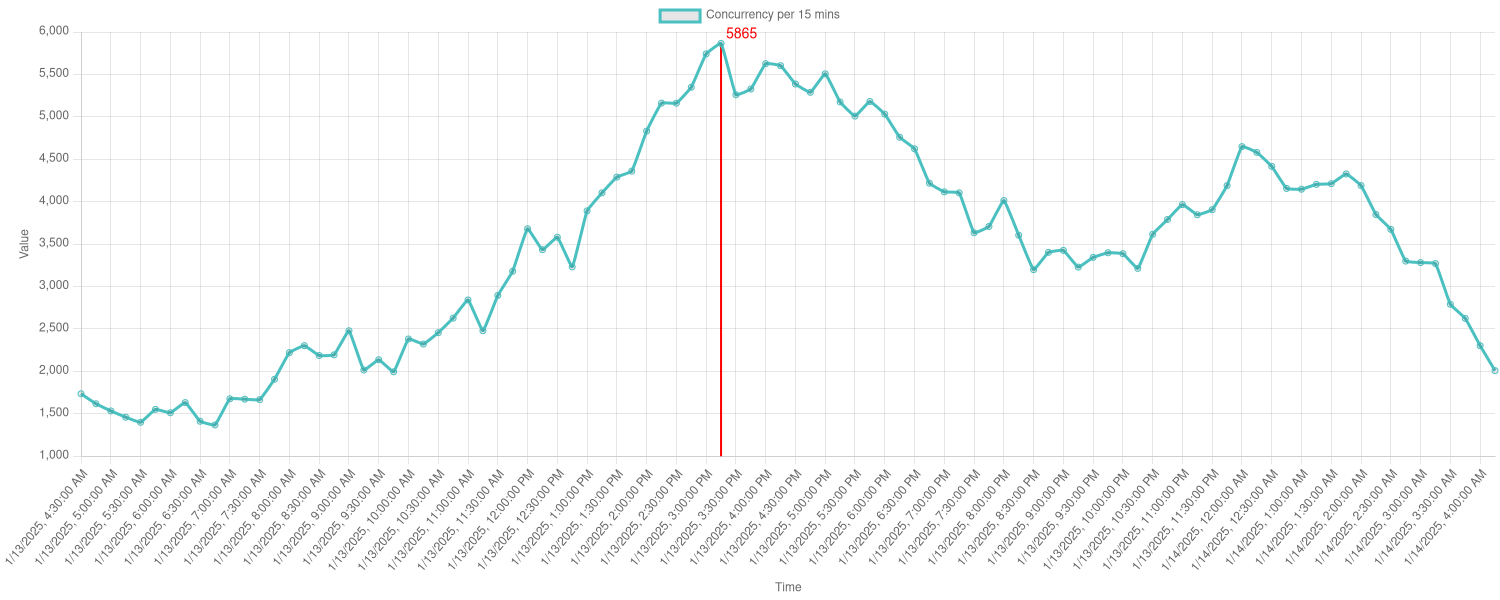 Concurrency per 15 mins
5865
6,000
5,500
5,000
4,500
4,000
3,500
3,000
2,500
2,000
1,500
1,000
Value
1/13/2025, 4:30:00 AM
1/13/2025, 5:00:00 AM
1/13/2025, 5:30:00 AM
1/13/2025, 6:00:00 AM
1/13/2025, 6:30:00 AM
1/13/2025, 7:00:00 AM
1/13/2025, 7:30:00 AM
1/13/2025, 8:00:00 AM
1/13/2025, 8:30:00 AM
1/13/2025, 9:00:00 AM
1/13/2025, 9:30:00 AM
1/13/2025, 10:00:00 AM
1/13/2025, 10:30:00 AM
1/13/2025, 11:00:00 AM
1/13/2025, 11:30:00 AM
1/13/2025, 12:00:00 PM
1/13/2025, 12:30:00 PM
1/13/2025, 1:00:00 PM
1/13/2025, 1:30:00 PM
1/13/2025, 2:00:00 PM
1/13/2025, 2:30:00 PM
1/13/2025, 3:00:00 PM
1/13/2025, 3:30:00 PM
1/13/2025, 4:00:00 PM
1/13/2025, 4:30:00 PM
1/13/2025, 5:00:00 PM
1/13/2025, 5:30:00 PM
1/13/2025, 6:00:00 PM
1/13/2025, 6:30:00 PM
1/13/2025, 7:00:00 PM
1/13/2025, 7:30:00 PM
1/13/2025, 8:00:00 PM
1/13/2025, 8:30:00 PM
1/13/2025, 9:00:00 PM
1/13/2025, 9:30:00 PM
1/13/2025, 10:00:00 PM
1/13/2025, 10:30:00 PM
1/13/2025, 11:00:00 PM
1/13/2025, 11:30:00 PM
1/14/2025, 12:00:00 AM
1/14/2025, 12:30:00 AM
1/14/2025, 1:00:00 AM
1/14/2025, 1:30:00 AM
1/14/2025, 2:00:00 AM
1/14/2025, 2:30:00 AM
1/14/2025, 3:00:00 AM
1/14/2025, 3:30:00 AM
1/14/2025, 4:00:00 AM
Time